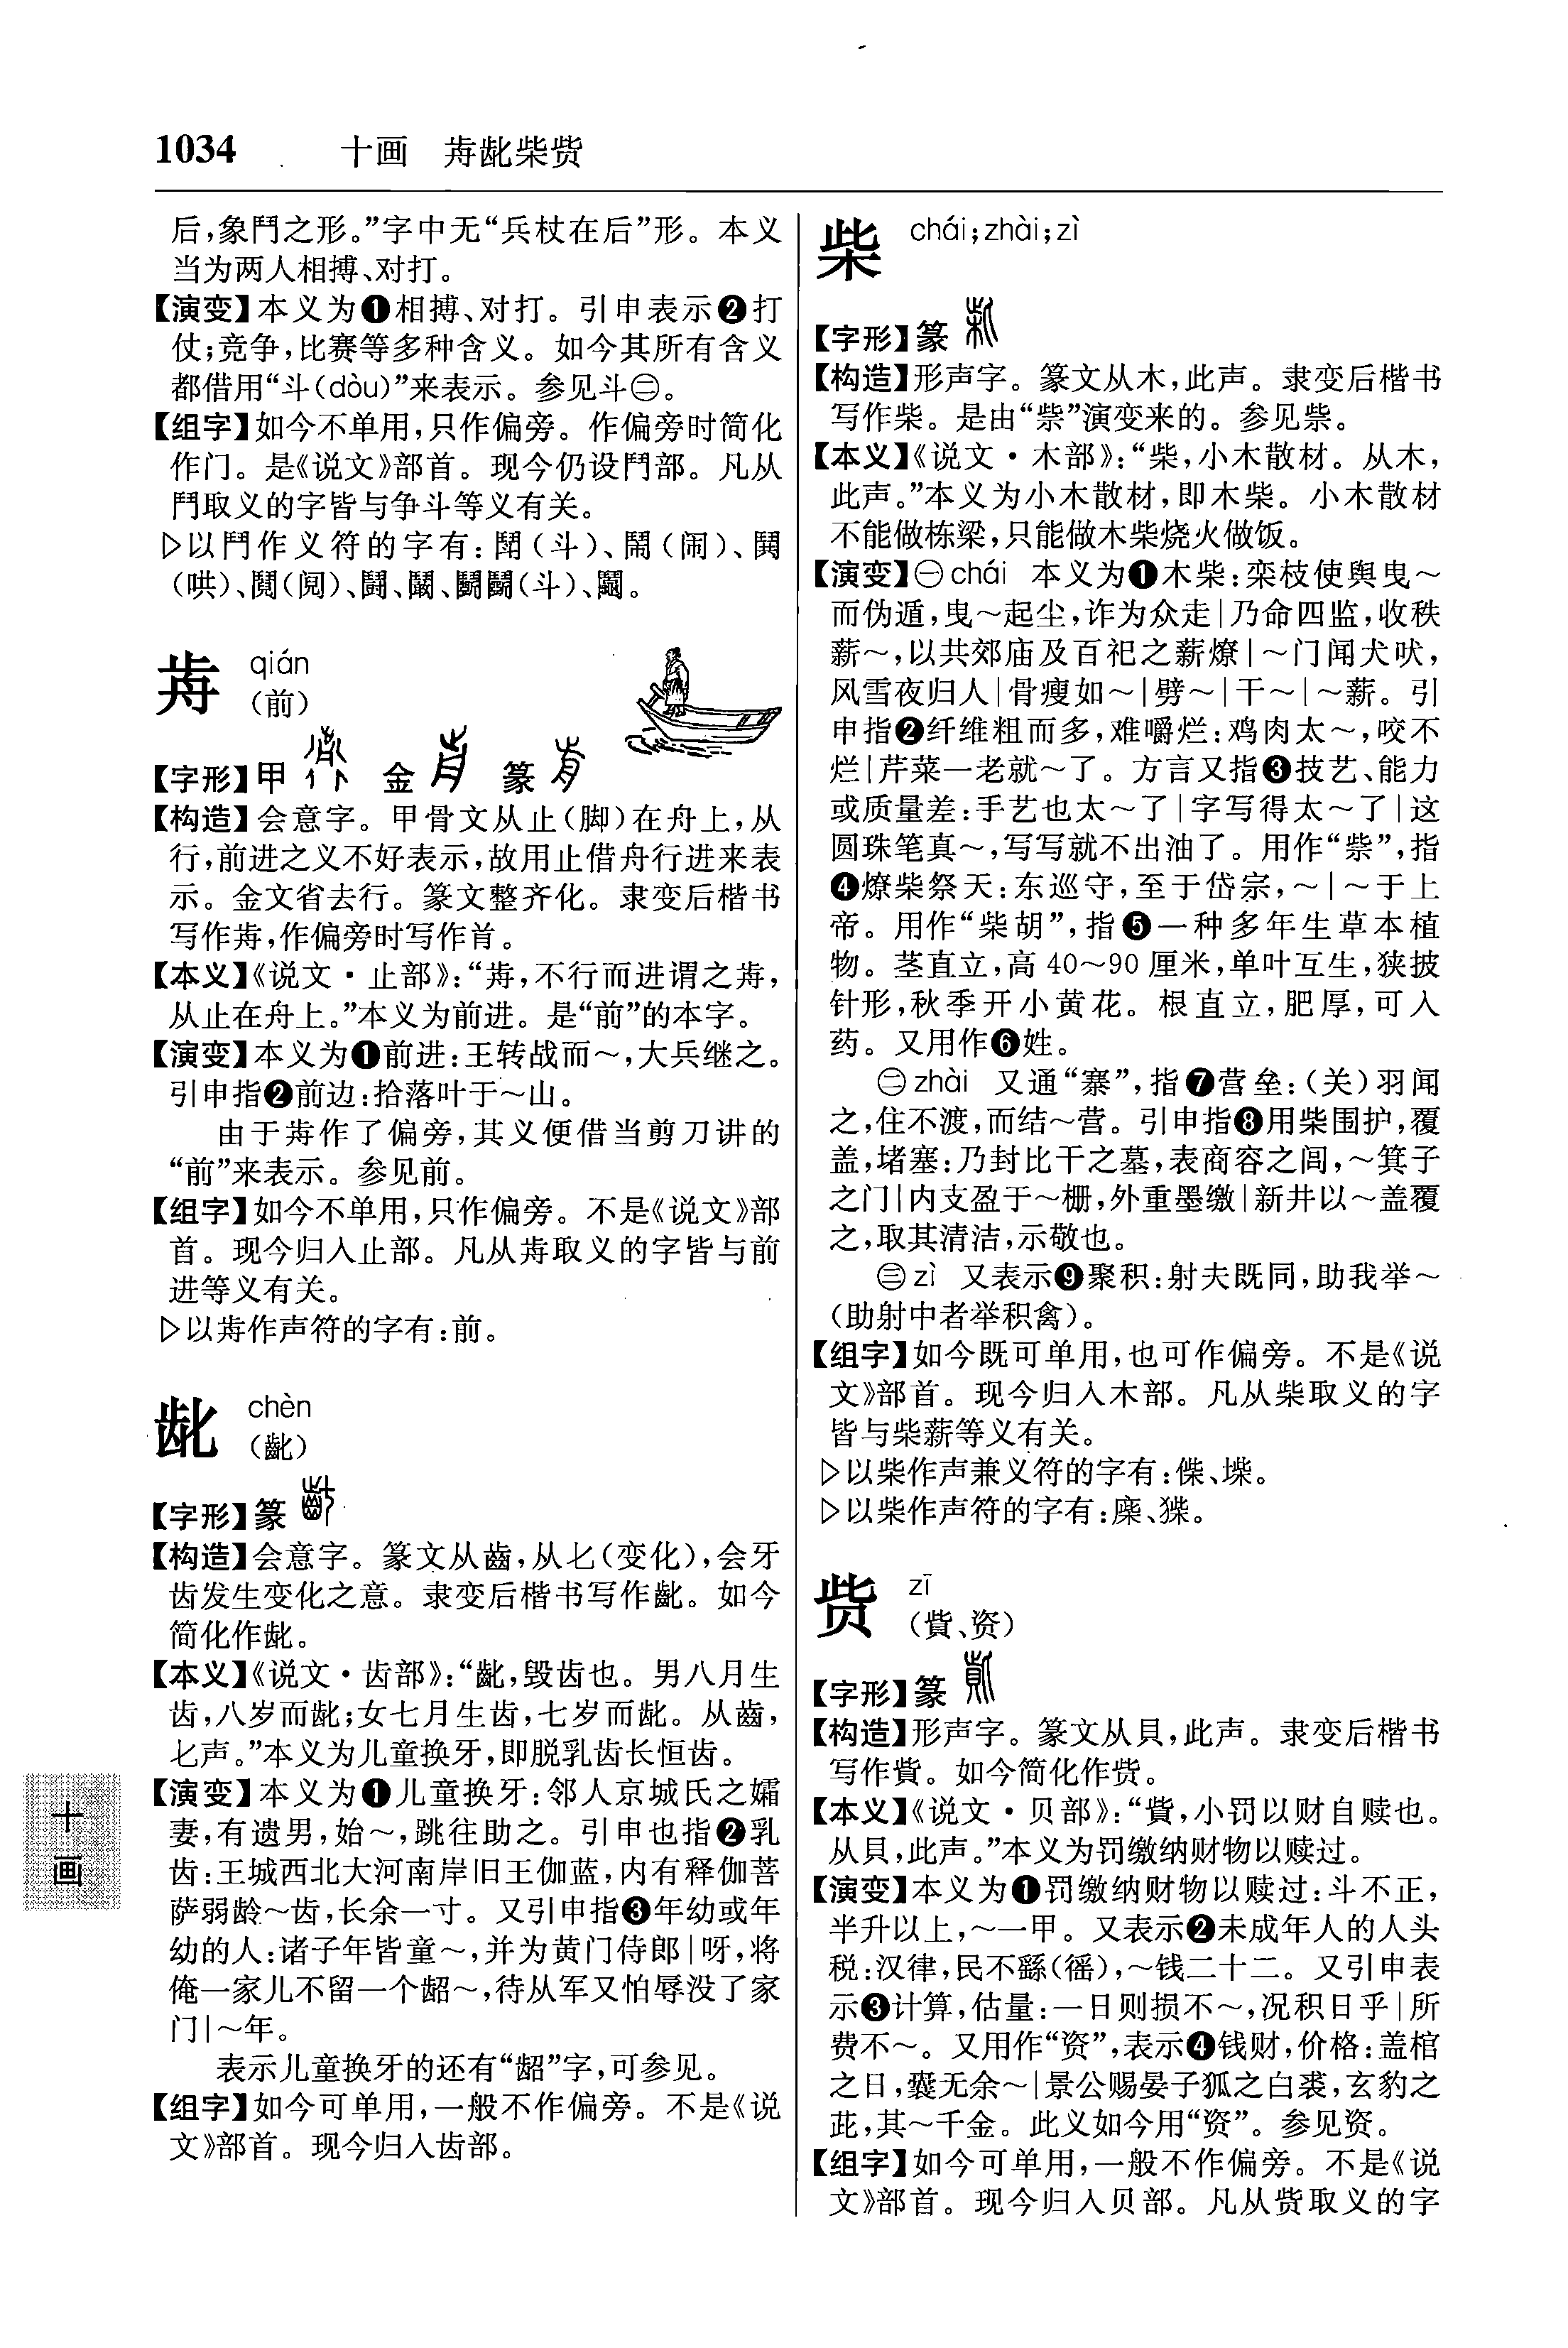 1034 十画 歬龀柴赀
后,象鬥之形。”字中无“兵杖在后”形。本义
当为两人相搏、对打。
【演变】本义为❶相搏、对打。引申表示❷打
仗;竞争,比赛等多种含义。如今其所有含义
都借用“斗(dòu)”来表示。参见斗㊁。
【组字】如今不单用,只作偏旁。作偏旁时简化
作门。是《说文》部首。现今仍设鬥部。凡从
鬥取义的字皆与争斗等义有关。
▷以鬥作义符的字有:鬦(斗)、鬧(闹)、鬨
(哄)、鬩(阋)、
qián
歬
(前)
【字形】甲 金 篆
【构造】会意字。甲骨文从止(脚)在舟上,从
行,前进之义不好表示,故用止借舟行进来表
示。金文省去行。篆文整齐化。隶变后楷书
写作歬,作偏旁时写作
【本义】《说文·止部》:“歬,不行而进谓之歬,
从止在舟上。”本义为前进。是“前”的本字。
【演变】本义为❶前进:王转战而～,大兵继之。
引申指❷前边:拾落叶于～山。
由于歬作了偏旁,其义便借当剪刀讲的
“前”来表示。参见前。
【组字】如今不单用,只作偏旁。不是《说文》部
首。现今归入止部。凡从歬取义的字皆与前
进等义有关。
▷以歬作声符的字有:前。
chèn
龀
(齔)
【字形】篆
【构造】会意字。篆文从齒,从匕(变化),会牙
齿发生变化之意。隶变后楷书写作齔。如今
简化作龀。
【本义】《说文·齿部》:“齔,毁齿也。男八月生
齿,八岁而龀;女七月生齿,七岁而龀。从齒,
匕声。”本义为儿童换牙,即脱乳齿长恒齿。
【演变】本义为❶儿童换牙:邻人京城氏之孀
妻,有遗男,始～,跳往助之。引申也指❷乳
齿:王城西北大河南岸旧王伽蓝,内有释伽菩
萨弱龄～齿,长余一寸。又引申指❸年幼或年
幼的人:诸子年皆童～,并为黄门侍郎|呀,将
俺一家儿不留一个龆～,待从军又怕辱没了家
门|～年。
表示儿童换牙的还有“龆”字,可参见。
【组字】如今可单用,一般不作偏旁。不是《说
文》部首。现今归入齿部。
柴 chái;zhài;zì
【字形】篆
【构造】形声字。篆文从木,此声。隶变后楷书
写作柴。是由“祡”演变来的。参见祡。
【本义】《说文·木部》:“柴,小木散材。从木,
此声。”本义为小木散材,即木柴。小木散材
不能做栋梁,只能做木柴烧火做饭。
【演变】㊀chái 本义为❶木柴:栾枝使舆曳～
而伪遁,曳～起尘,诈为众走|乃命四监,收秩
薪～,以共郊庙及百祀之薪燎|～门闻犬吠,
风雪夜归人|骨瘦如～|劈～|干～|～薪。引
申指❷纤维粗而多,难嚼烂:鸡肉太～,咬不
烂|芹菜一老就～了。方言又指❸技艺、能力
或质量差:手艺也太～了|字写得太～了|这
圆珠笔真～,写写就不出油了。用作“祡”,指
❹燎柴祭天:东巡守,至于岱宗,～|～于上
帝。用作“柴胡”,指❺一种多年生草本植
物。茎直立,高40～90厘米,单叶互生,狭披
针形,秋季开小黄花。根直立,肥厚,可入
药。又用作❻姓。
㊁zhài 又通“寨”,指❼营垒:(关)羽闻
之,住不渡,而结～营。引申指❽用柴围护,覆
盖,堵塞:乃封比干之墓,表商容之闾,～箕子
之门|内支盈于～栅,外重墨缴|新井以～盖覆
之,取其清洁,示敬也。
㊂zì 又表示❾聚积:射夫既同,助我举～
(助射中者举积禽)。
【组字】如今既可单用,也可作偏旁。不是《说
文》部首。现今归入木部。凡从柴取义的字
皆与柴薪等义有关。
▷以柴作声兼义符的字有:偨、㙡。
▷以柴作声符的字有:
zī
赀
(貲、资)
【字形】篆
【构造】形声字。篆文从貝,此声。隶变后楷书
写作貲。如今简化作赀。
【本义】《说文·贝部》:“貲,小罚以财自赎也。
从貝,此声。”本义为罚缴纳财物以赎过。
【演变】本义为❶罚缴纳财物以赎过:斗不正,
半升以上,～一甲。又表示❷未成年人的人头
税:汉律,民不繇(徭),～钱二十二。又引申表
示❸计算,估量:一日则损不～,况积日乎|所
费不～。又用作“资”,表示❹钱财,价格:盖棺
之日,囊无余～|景公赐晏子狐之白裘,玄豹之
茈,其～千金。此义如今用“资”。参见资。
【组字】如今可单用,一般不作偏旁。不是《说
文》部首。现今归入贝部。凡从赀取义的字
十
画